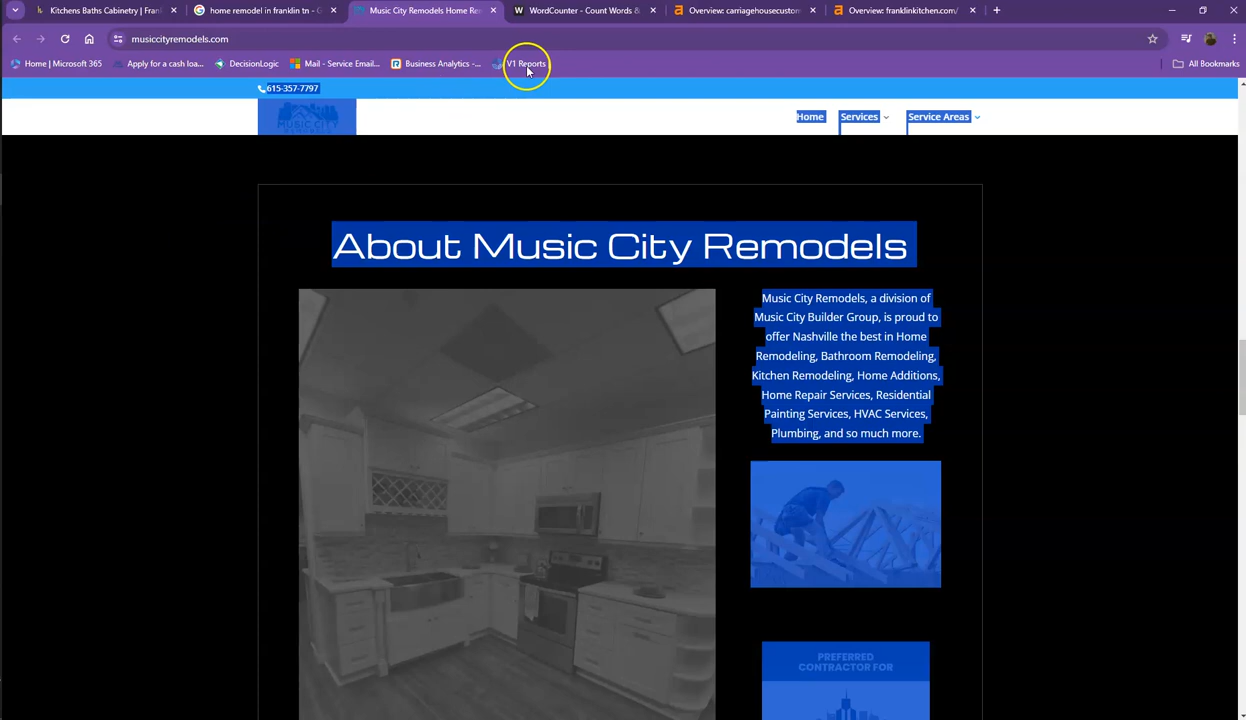 Kitchens Baths Cabinetry | Fran
home remodel in franklin tn - G
Music City Remodels Home Re
WordCounter - Count Words &
Overview: carriagehousecustom
Overview: franklinkitchen.com/
musiccityremodels.com
Home | Microsoft 365
Apply for a cash loa...
DecisionLogic
Mail - Service Email...
Business Analytics -...
V1 Reports
All Bookmarks
615-357-7797
MUSIC CITY
REMODELS
Home
Services
Service Areas
About Music City Remodels
Music City Remodels, a division of
Music City Builder Group, is proud to
offer Nashville the best in Home
Remodeling, Bathroom Remodeling,
Kitchen Remodeling, Home Additions,
Home Repair Services, Residential
Painting Services, HVAC Services,
Plumbing, and so much more.
PREFERRED
CONTRACTOR FOR